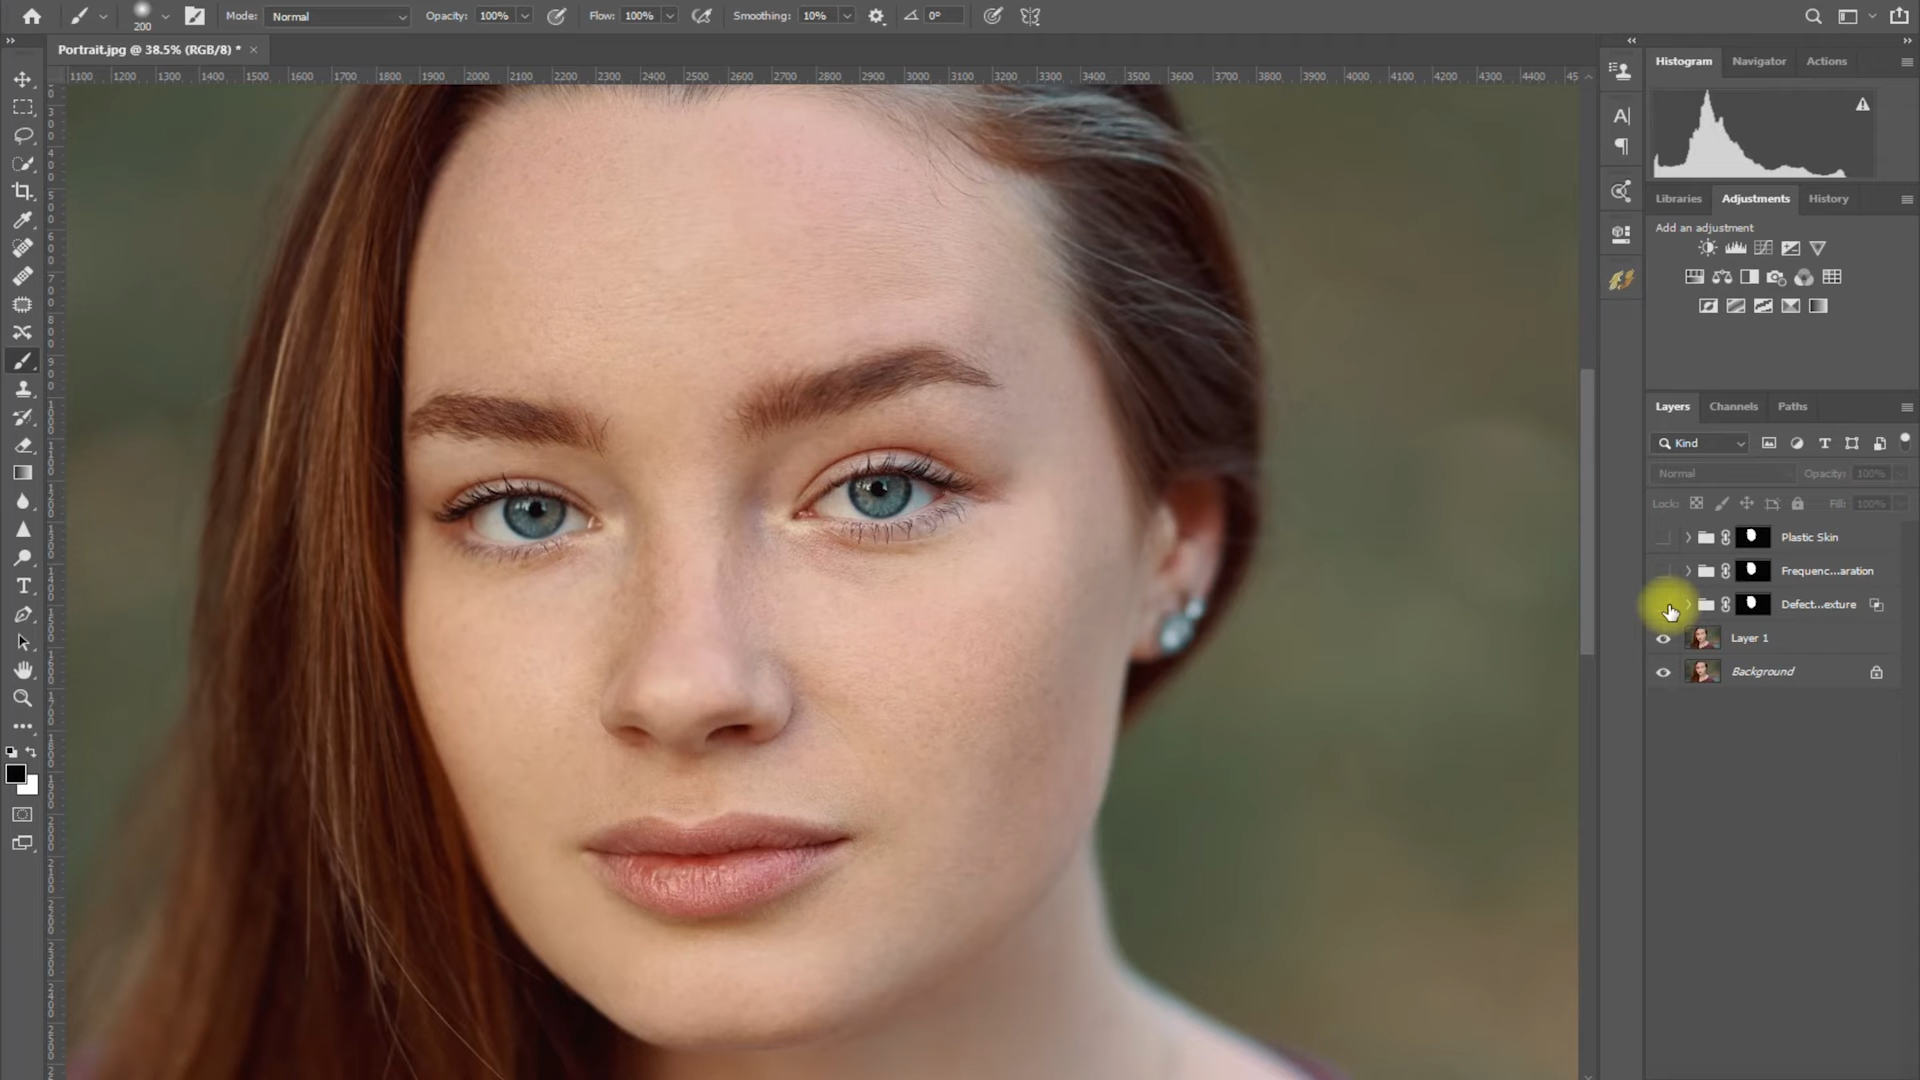 200
Mode: Normal
Opacity: 100%
Flow: 100%
Smoothing: 10%
0°
Portrait.jpg @ 38.5% (RGB/8) * ×
1100 1200 1300 1400 1500 1600 1700 1800 1900 2000 2100 2200 2300 2400 2500 2600 2700 2800 2900 3000 3100 3200 3300 3400 3500 3600 3700 3800 3900 4000 4100 4200 4300 4400 45
Histogram Navigator Actions
Libraries Adjustments History
Add an adjustment
Layers Channels Paths
Kind
Normal Opacity: 100%
Lock: Fill: 100%
Plastic Skin
Frequenc...aration
Defect...exture
Layer 1
Background